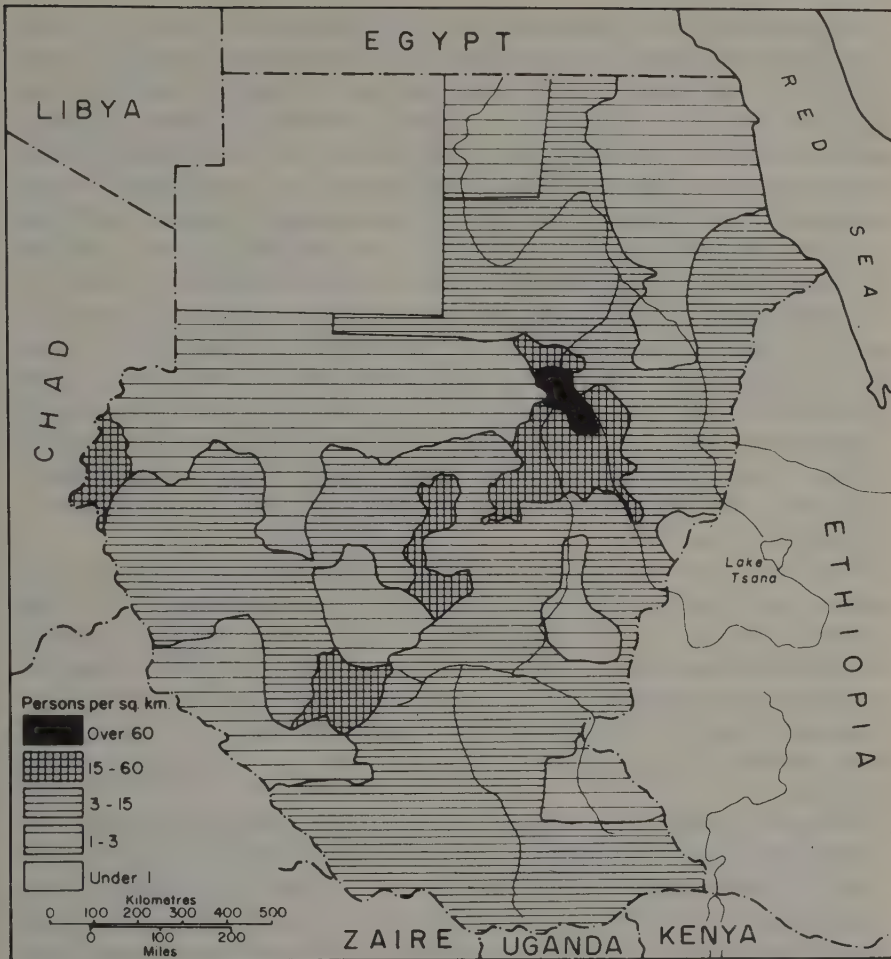 EGYPT
LIBYA
RED
SEA
CHAD
ETHIOPIA
Lake
Tsana
Persons per sq. km.
Over 60
15 - 60
3 - 15
1 - 3
Under 1
Kilometres
0 100 200 300 400 500
0 100 200
Miles
ZAIRE
UGANDA
KENYA